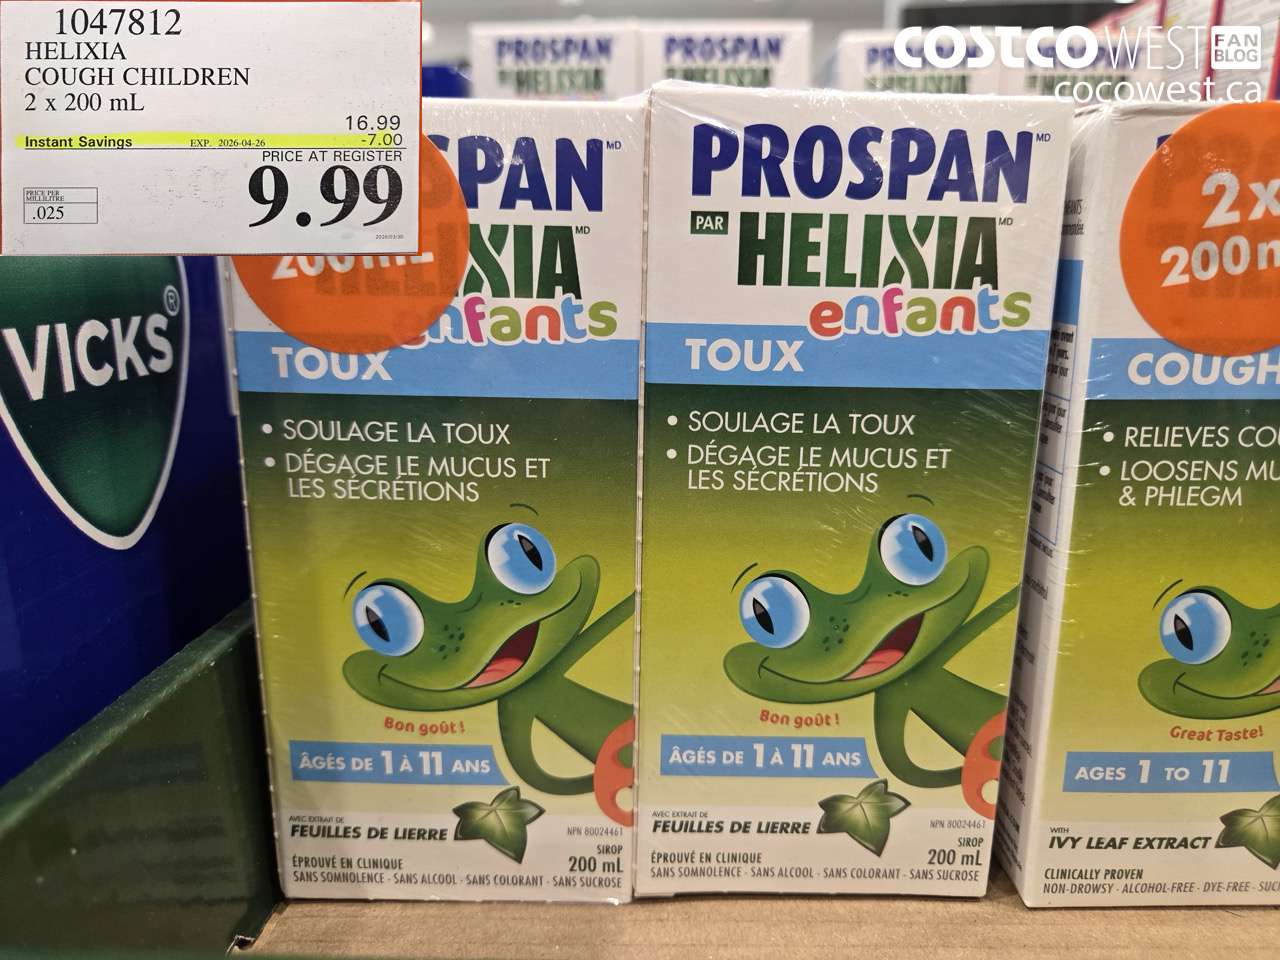 1047812
HELIXIA
COUGH CHILDREN
2 x 200 mL
16.99
Instant Savings EXP. 2026-04-26 -7.00
PRICE AT REGISTER
9.99
PRICE PER
MILLILITRE
.025
COSTCO WEST FAN BLOG
cocowest.ca
PROSPAN
HELIXIA
PROSPAN
HELIXIA
VICKS®
SPAN MD
200mL
HELIXIA MD
enfants
TOUX
• SOULAGE LA TOUX
• DÉGAGE LE MUCUS ET
LES SÉCRÉTIONS
Bon goût !
ÂGÉS DE 1 À 11 ANS
AVEC EXTRAIT DE
FEUILLES DE LIERRE
NPN 80024461
SIROP
200 mL
ÉPROUVÉ EN CLINIQUE
SANS SOMNOLENCE - SANS ALCOOL - SANS COLORANT - SANS SUCROSE
PROSPAN MD
PAR HELIXIA MD
enfants
TOUX
• SOULAGE LA TOUX
• DÉGAGE LE MUCUS ET
LES SÉCRÉTIONS
Bon goût !
ÂGÉS DE 1 À 11 ANS
AVEC EXTRAIT DE
FEUILLES DE LIERRE
NPN 80024461
SIROP
200 mL
ÉPROUVÉ EN CLINIQUE
SANS SOMNOLENCE - SANS ALCOOL - SANS COLORANT - SANS SUCROSE
2x
200m
COUGH
• RELIEVES COU
• LOOSENS MU
& PHLEGM
Great Taste!
AGES 1 TO 11
WITH
IVY LEAF EXTRACT
CLINICALLY PROVEN
NON-DROWSY - ALCOHOL-FREE - DYE-FREE - SUC